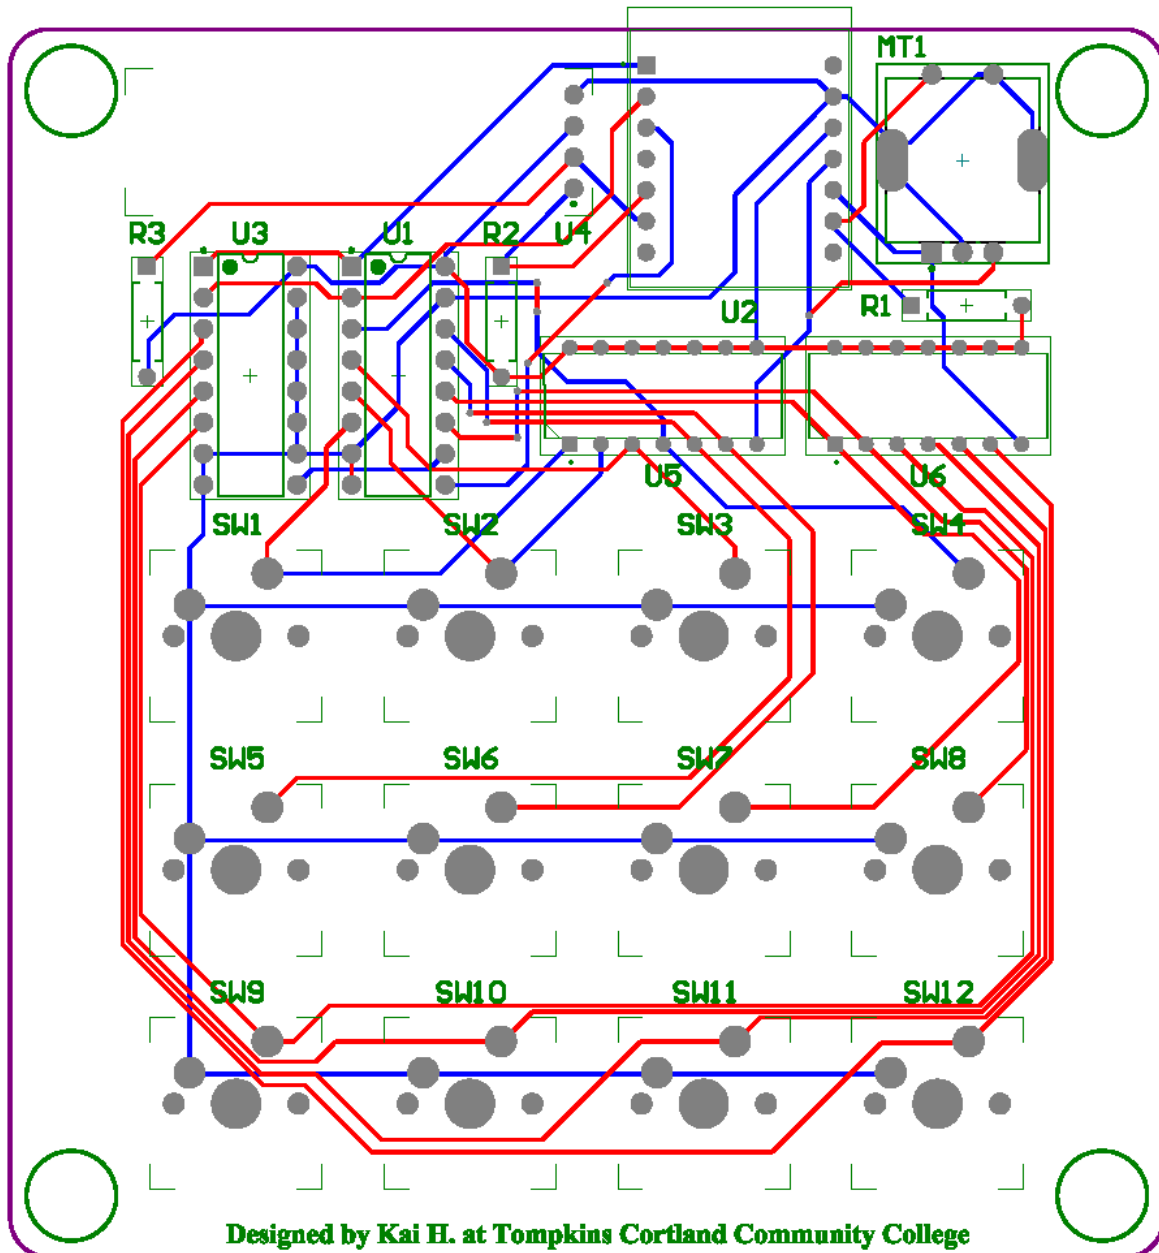 MT1
R3 U3 U1 R2 U4
U2 R1
U5 U6
SW1 SW2 SW3 SW4
SW5 SW6 SW7 SW8
SW9 SW10 SW11 SW12
Designed by Kai H. at Tompkins Cortland Community College